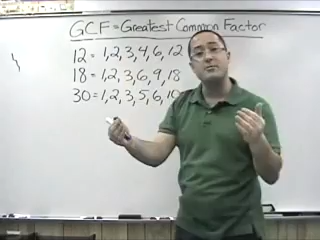 GCF = Greatest Common Factor
12 = 1, 2, 3, 4, 6, 12
18 = 1, 2, 3, 6, 9, 18
30 = 1, 2, 3, 5, 6, 10